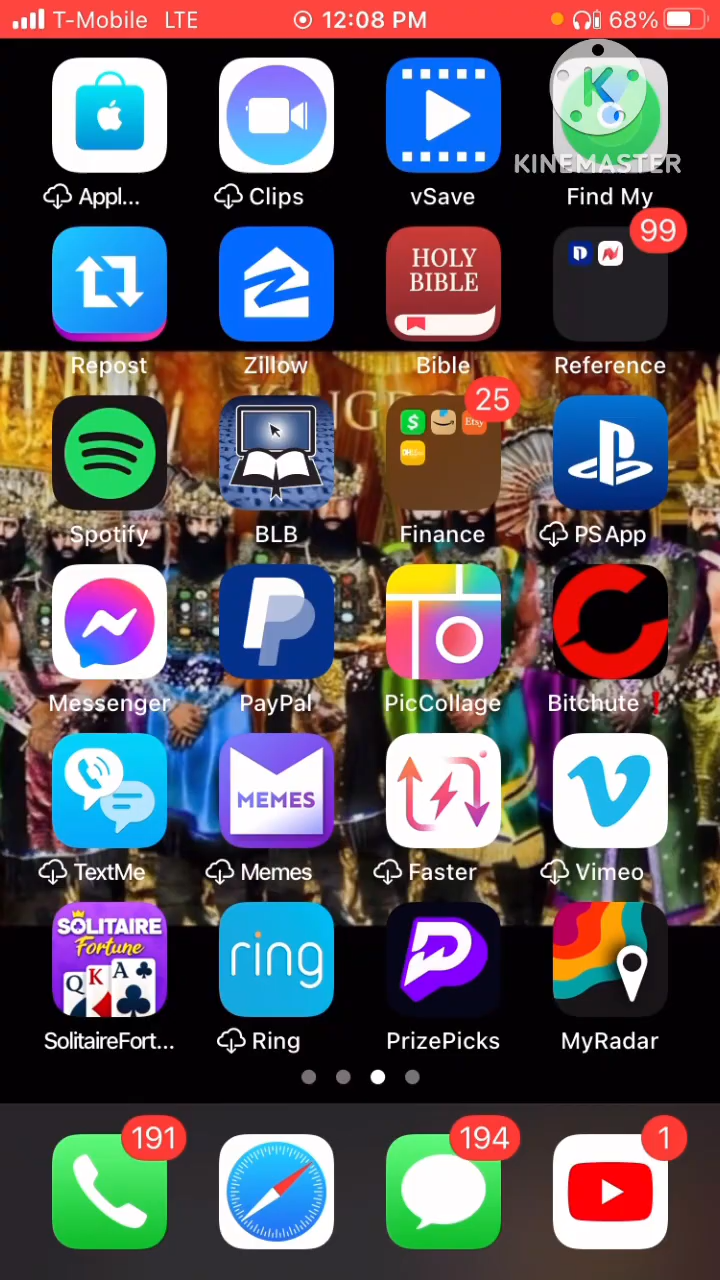 T-Mobile LTE 12:08 PM 68%
KINEMASTER
Appl... Clips vSave Find My
99
HOLY
BIBLE
Repost Zillow Bible Reference
25
Etsy
Spotify BLB Finance PS App
Messenger PayPal PicCollage Bitchute❗
MEMES
TextMe Memes Faster Vimeo
SOLITAIRE
Fortune
Q K A
ring
SolitaireFort... Ring PrizePicks MyRadar
191 194 1